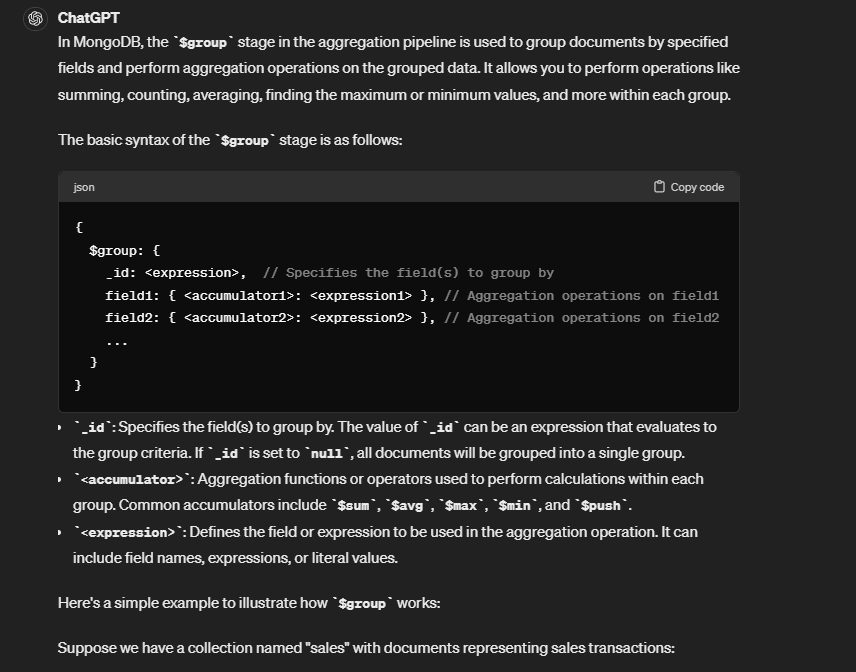 ChatGPT
In MongoDB, the `$group` stage in the aggregation pipeline is used to group documents by specified
fields and perform aggregation operations on the grouped data. It allows you to perform operations like
summing, counting, averaging, finding the maximum or minimum values, and more within each group.
The basic syntax of the `$group` stage is as follows:
json Copy code
{
  $group: {
    _id: <expression>,  // Specifies the field(s) to group by
    field1: { <accumulator1>: <expression1> }, // Aggregation operations on field1
    field2: { <accumulator2>: <expression2> }, // Aggregation operations on field2
    ...
  }
}
• `_id`: Specifies the field(s) to group by. The value of `_id` can be an expression that evaluates to
the group criteria. If `_id` is set to `null`, all documents will be grouped into a single group.
• `<accumulator>`: Aggregation functions or operators used to perform calculations within each
group. Common accumulators include `$sum`, `$avg`, `$max`, `$min`, and `$push`.
• `<expression>`: Defines the field or expression to be used in the aggregation operation. It can
include field names, expressions, or literal values.
Here's a simple example to illustrate how `$group` works:
Suppose we have a collection named "sales" with documents representing sales transactions: